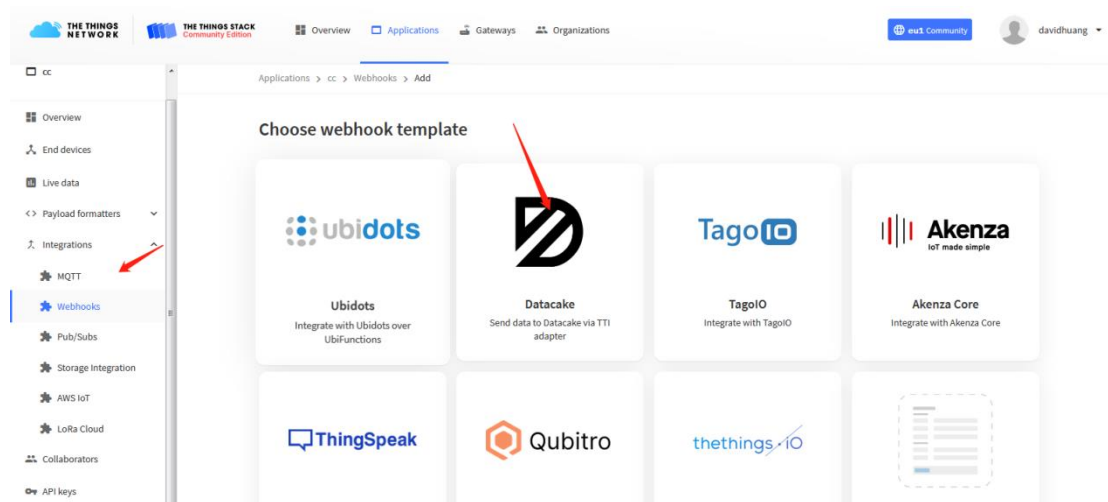 THE THINGS
NETWORK
THE THINGS STACK
Community Edition
Overview
Applications
Gateways
Organizations
eu1 Community
davidhuang
cc
Applications > cc > Webhooks > Add
Overview
End devices
Live data
<> Payload formatters
Integrations
MQTT
Webhooks
Pub/Subs
Storage Integration
AWS IoT
LoRa Cloud
Collaborators
API keys
Choose webhook template
ubidots
Ubidots
Integrate with Ubidots over
UbiFunctions
Datacake
Send data to Datacake via TTI
adapter
Tago IO
TagoIO
Integrate with TagoIO
Akenza
IoT made simple
Akenza Core
Integrate with Akenza Core
ThingSpeak
Qubitro
thethings.iO